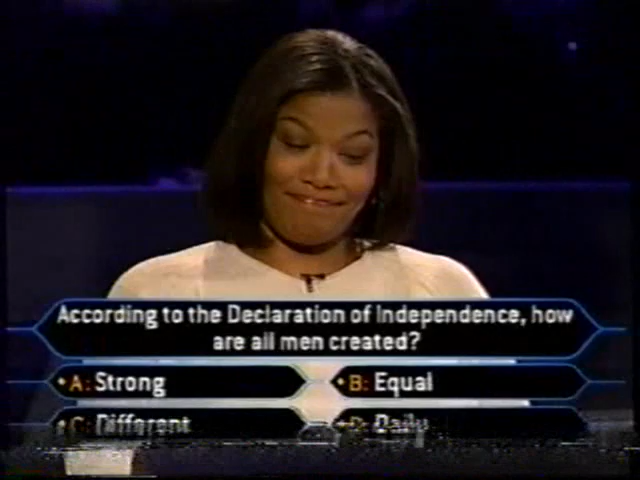 According to the Declaration of Independence, how
are all men created?
A: Strong
B: Equal
C: Different
D: Daily